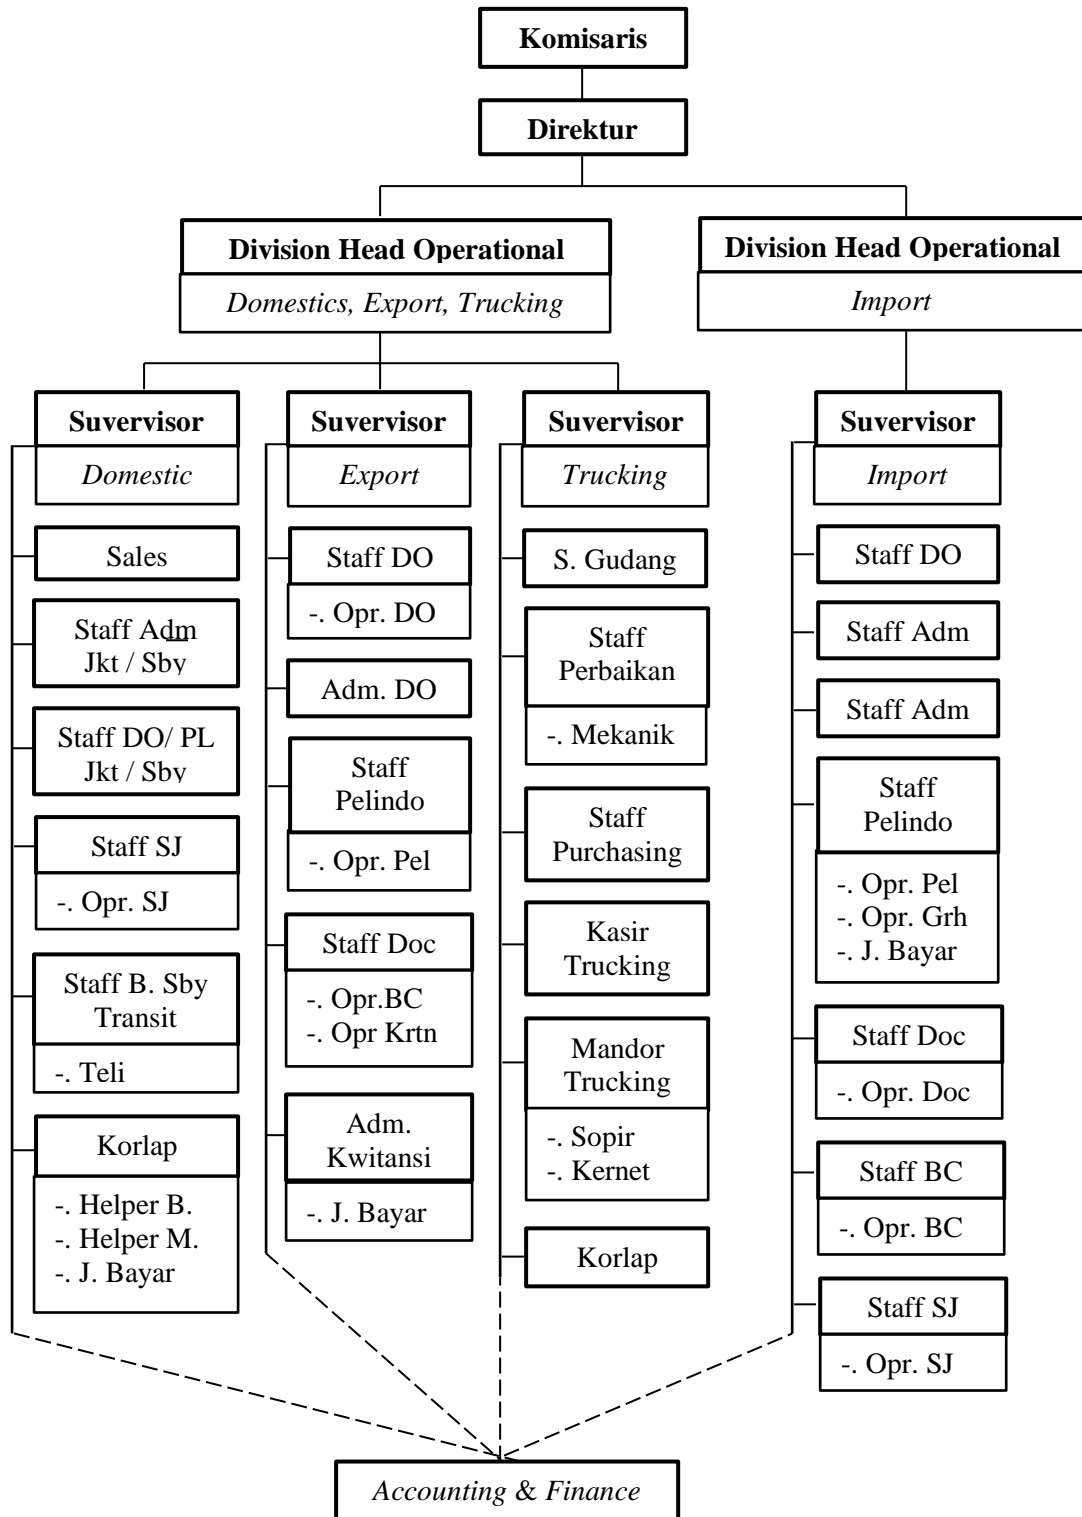 Komisaris
Direktur
Division Head Operational
Domestics, Export, Trucking
Division Head Operational
Import
Suvervisor
Domestic
Sales
Staff Adm
Jkt / Sby
Staff DO/ PL
Jkt / Sby
Staff SJ
-. Opr. SJ
Staff B. Sby
Transit
-. Teli
Korlap
-. Helper B.
-. Helper M.
-. J. Bayar
Suvervisor
Export
Staff DO
-. Opr. DO
Adm. DO
Staff
Pelindo
-. Opr. Pel
Staff Doc
-. Opr.BC
-. Opr Krtn
Adm.
Kwitansi
-. J. Bayar
Suvervisor
Trucking
S. Gudang
Staff
Perbaikan
-. Mekanik
Staff
Purchasing
Kasir
Trucking
Mandor
Trucking
-. Sopir
-. Kernet
Korlap
Suvervisor
Import
Staff DO
Staff Adm
Staff Adm
Staff
Pelindo
-. Opr. Pel
-. Opr. Grh
-. J. Bayar
Staff Doc
-. Opr. Doc
Staff BC
-. Opr. BC
Staff SJ
-. Opr. SJ
Accounting & Finance